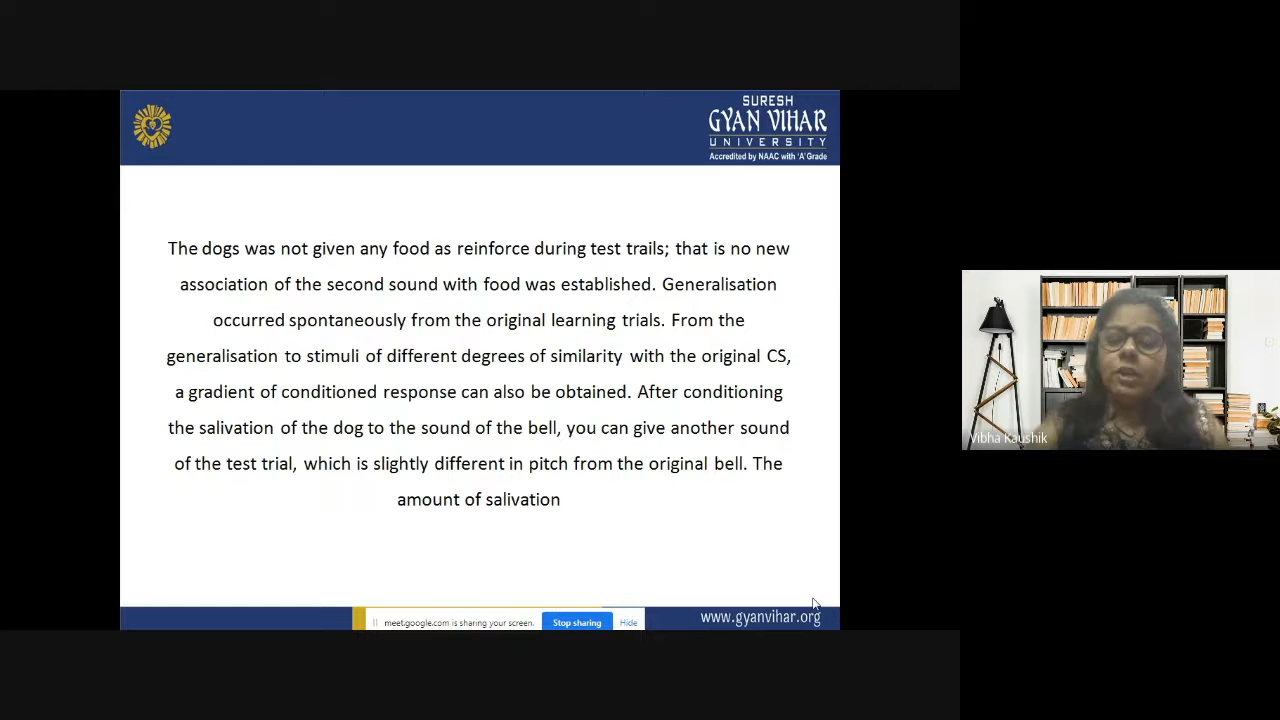 SURESH
GYAN VIHAR
UNIVERSITY
Accredited by NAAC with 'A' Grade
The dogs was not given any food as reinforce during test trails; that is no new
association of the second sound with food was established. Generalisation
occurred spontaneously from the original learning trials. From the
generalisation to stimuli of different degrees of similarity with the original CS,
a gradient of conditioned response can also be obtained. After conditioning
the salivation of the dog to the sound of the bell, you can give another sound
of the test trial, which is slightly different in pitch from the original bell. The
amount of salivation
Vibha Kaushik
meet.google.com is sharing your screen.
Stop sharing
Hide
www.gyanvihar.org